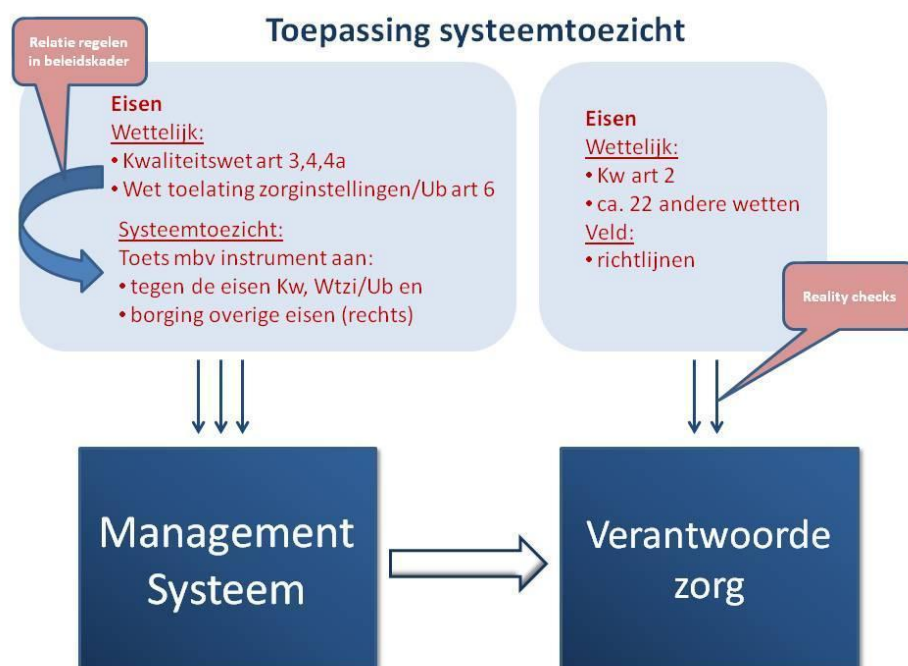 Toepassing systeemtoezicht
Relatie regelen
in beleidskader
Eisen
Wettelijk:
• Kwaliteitswet art 3,4,4a
• Wet toelating zorginstellingen/Ub art 6
Systeemtoezicht:
Toets mbv instrument aan:
• tegen de eisen Kw, Wtzi/Ub en
• borging overige eisen (rechts)
Eisen
Wettelijk:
• Kw art 2
• ca. 22 andere wetten
Veld:
• richtlijnen
Reality checks
Management
Systeem
Verantwoorde
zorg